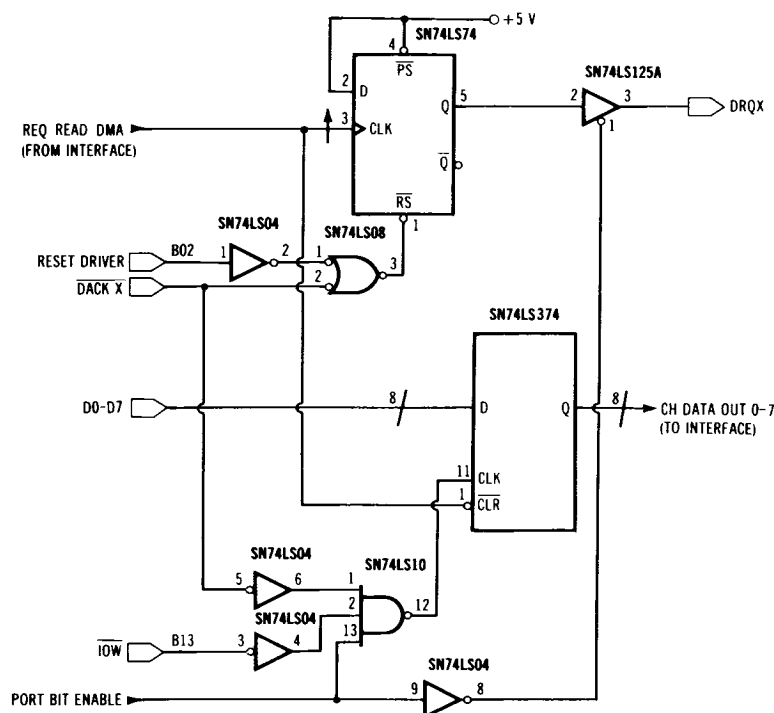 +5 V
SN74LS74
4
PS
SN74LS125A
2
D
5
Q
2
3
DRQX
3
CLK
1
REQ READ DMA
(FROM INTERFACE)
Q
RS
1
SN74LS04
SN74LS08
RESET DRIVER
B02
1
2
1
3
2
DACK X
SN74LS374
D0-D7
8
D
Q
8
CH DATA OUT 0-7
(TO INTERFACE)
11
CLK
1
CLR
SN74LS04
SN74LS10
5
6
1
12
SN74LS04
2
13
IOW
B13
3
4
SN74LS04
PORT BIT ENABLE
9
8